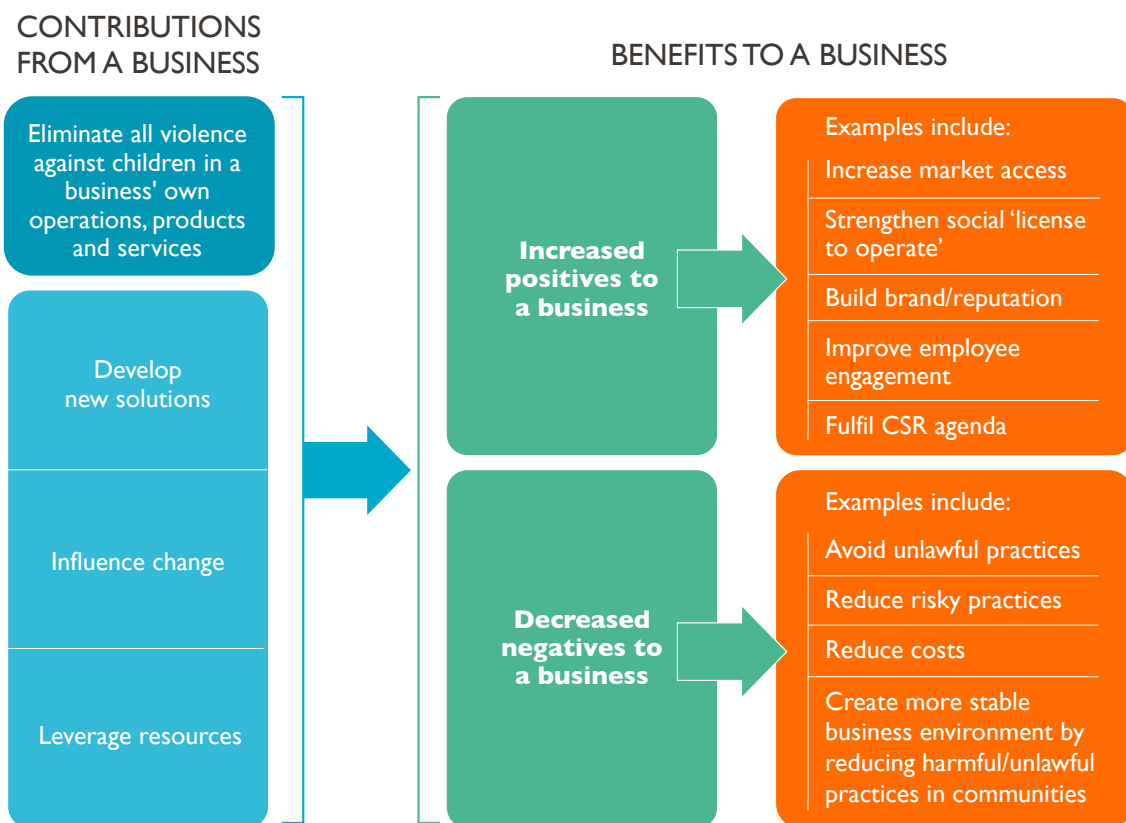 CONTRIBUTIONS
FROM A BUSINESS
Eliminate all violence
against children in a
business' own
operations, products
and services
Develop
new solutions
Influence change
Leverage resources
BENEFITS TO A BUSINESS
Increased
positives to
a business
Examples include:
Increase market access
Strengthen social ‘license
to operate’
Build brand/reputation
Improve employee
engagement
Fulfil CSR agenda
Decreased
negatives to
a business
Examples include:
Avoid unlawful practices
Reduce risky practices
Reduce costs
Create more stable
business environment by
reducing harmful/unlawful
practices in communities